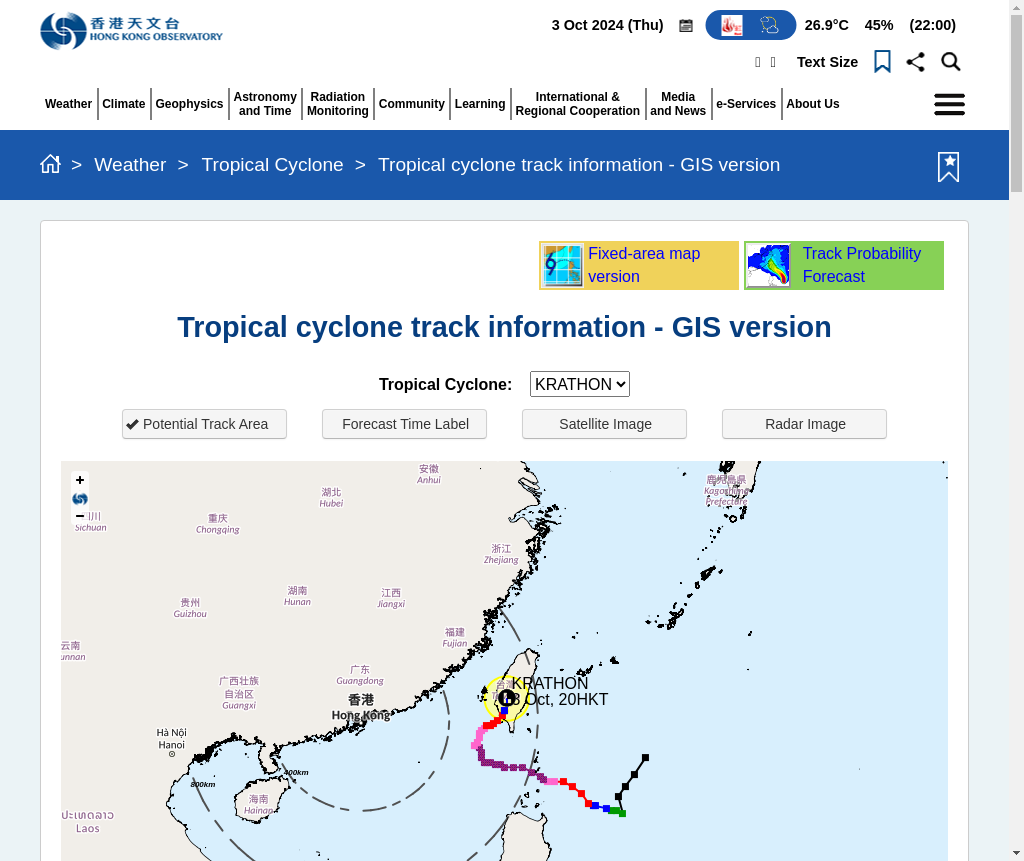 香港天文台
HONG KONG OBSERVATORY
3 Oct 2024 (Thu)
26.9°C 45% (22:00)
Text Size
Weather
Climate
Geophysics
Astronomy
and Time
Radiation
Monitoring
Community
Learning
International &
Regional Cooperation
Media
and News
e-Services
About Us
> Weather > Tropical Cyclone > Tropical cyclone track information - GIS version
Fixed-area map
version
Track Probability
Forecast
Tropical cyclone track information - GIS version
Tropical Cyclone: KRATHON
Potential Track Area
Forecast Time Label
Satellite Image
Radar Image
+
−
安徽
Anhui
湖北
Hubei
鹿児島県
Kagoshima
Prefecture
川
Sichuan
重庆
Chongqing
浙江
Zhejiang
湖南
Hunan
江西
Jiangxi
贵州
Guizhou
福建
Fujian
云南
unnan
广东
Guangdong
广西壮族
自治区
Guangxi
KRATHON
3 Oct, 20HKT
香港
Hong Kong
Hà Nội
Hanoi
400km
800km
海南
Hainan
ປະເທດລາວ
Laos